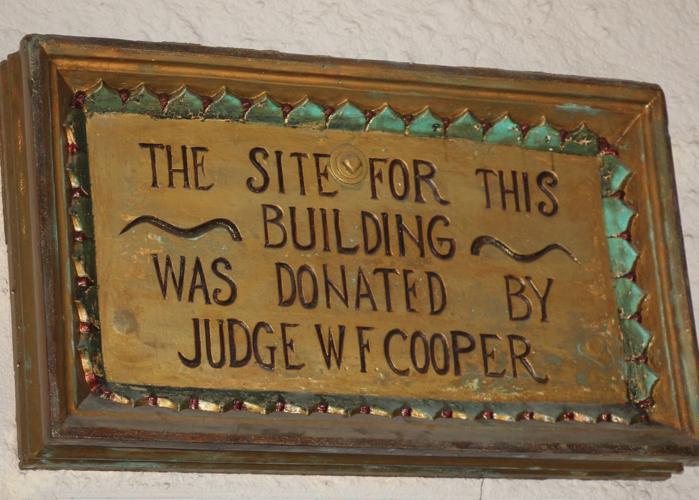 THE SITE FOR THIS
BUILDING
WAS DONATED BY
JUDGE W F COOPER